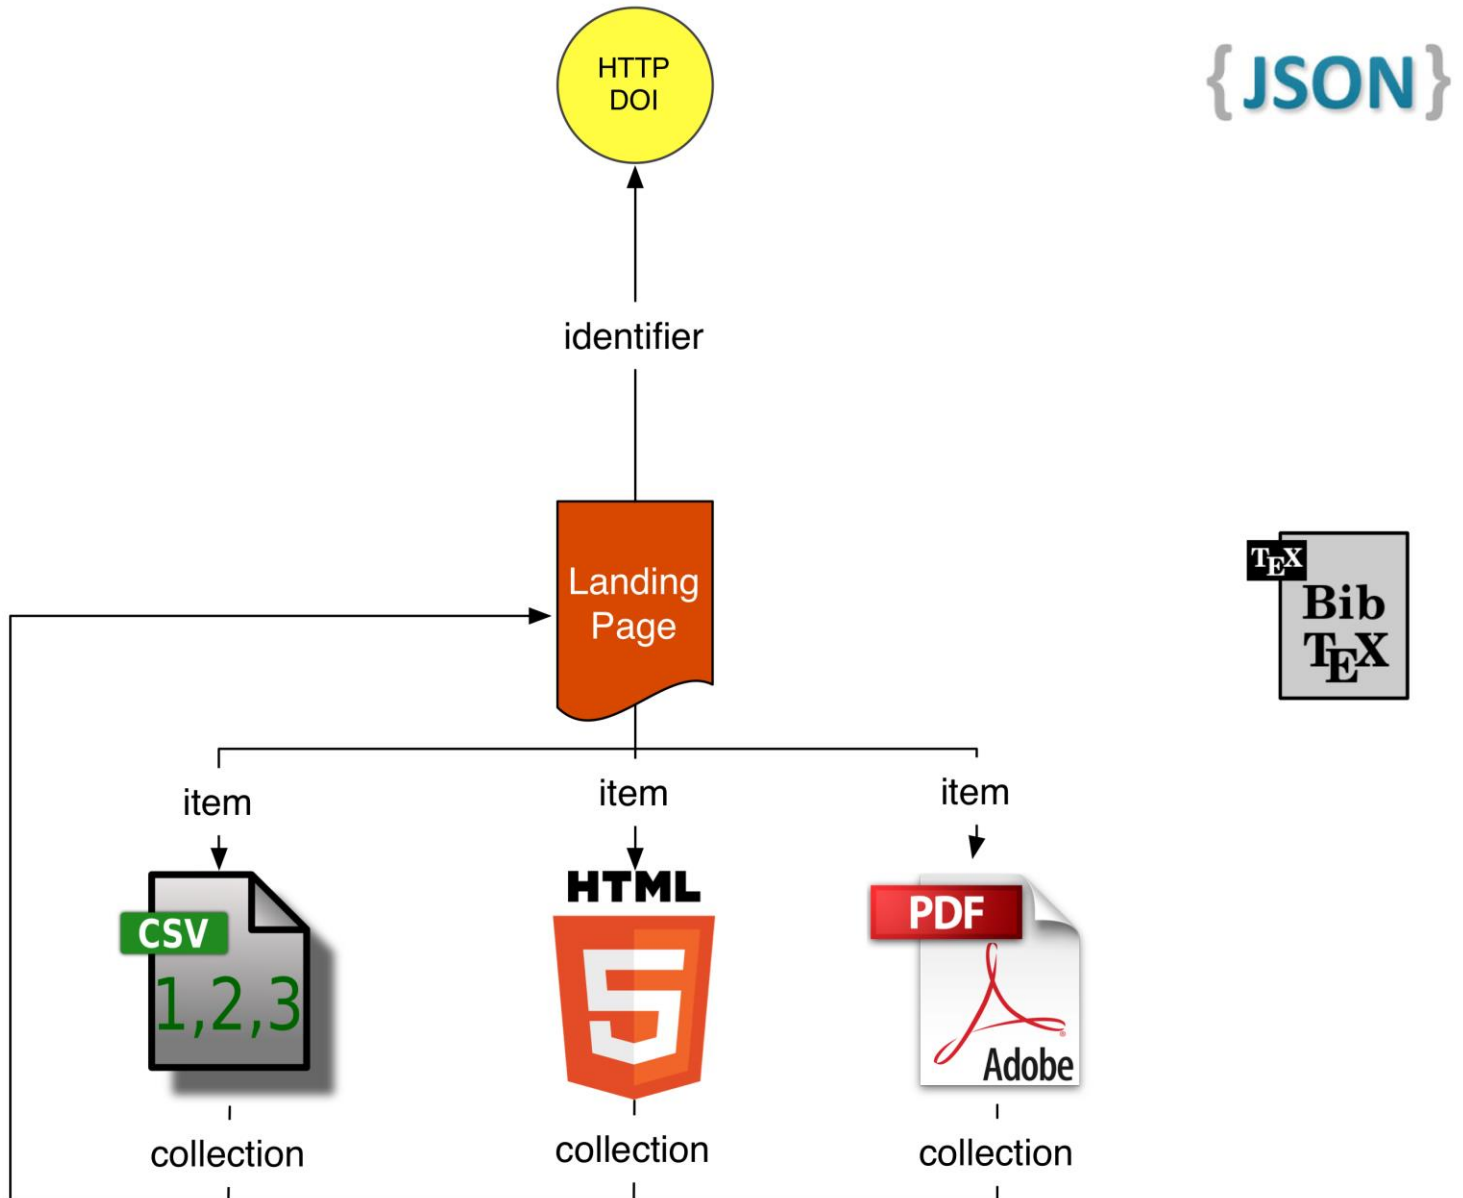 HTTP
DOI
{JSON}
identifier
Landing
Page
TEX
Bib
TEX
item
item
item
CSV
1,2,3
HTML
5
PDF
Adobe
collection
collection
collection